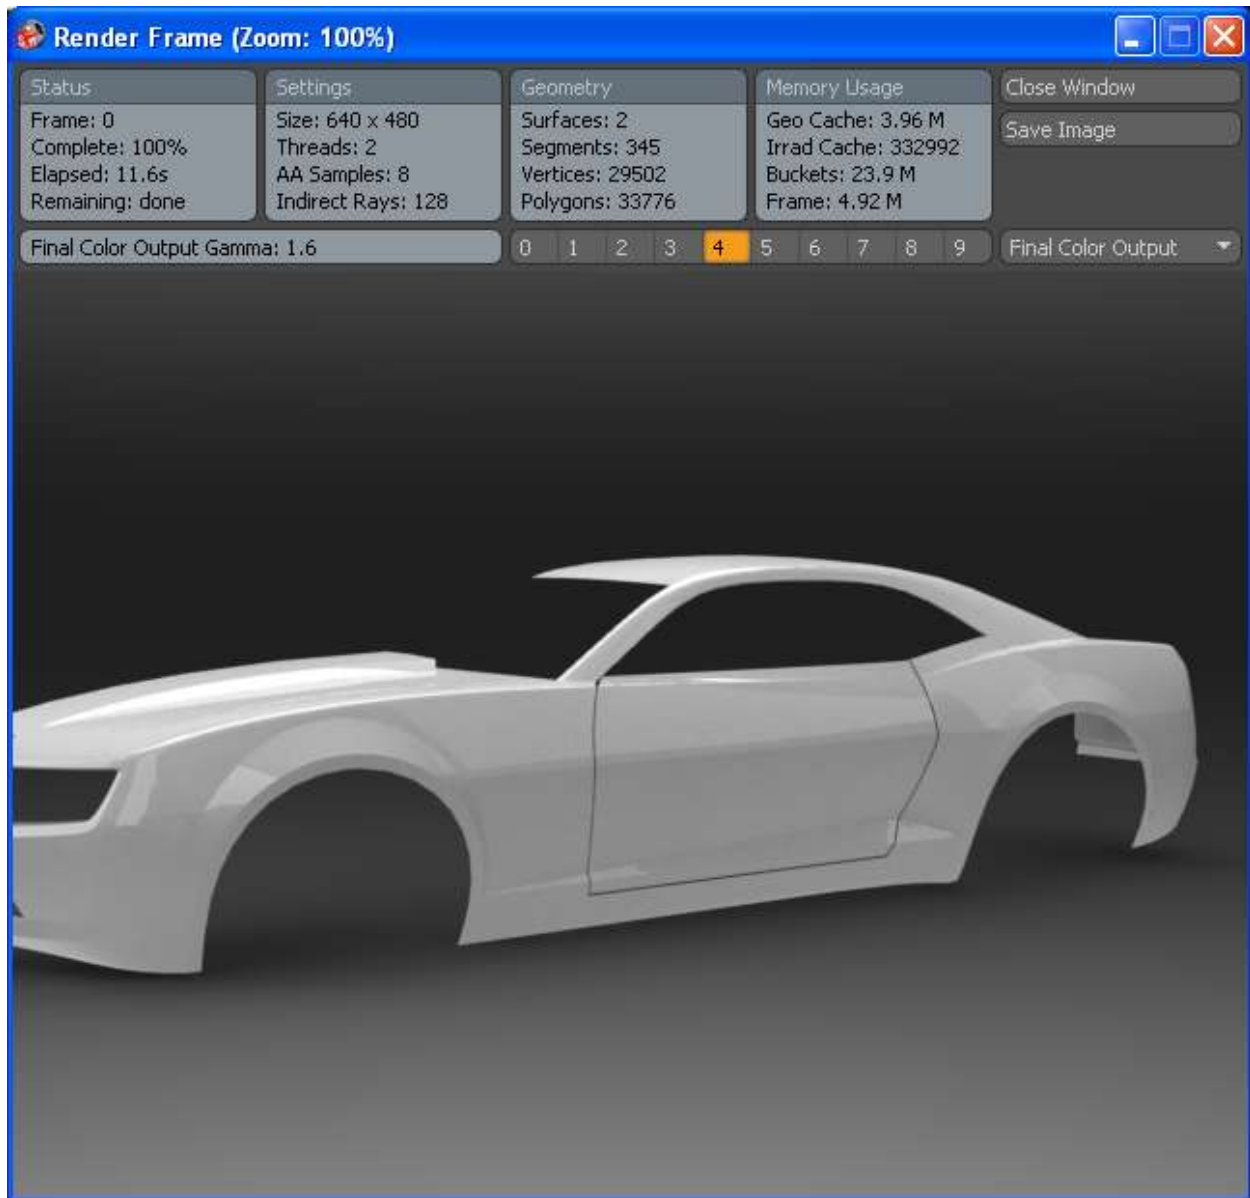 Render Frame (Zoom: 100%)
Status
Frame: 0
Complete: 100%
Elapsed: 11.6s
Remaining: done
Settings
Size: 640 x 480
Threads: 2
AA Samples: 8
Indirect Rays: 128
Geometry
Surfaces: 2
Segments: 345
Vertices: 29502
Polygons: 33776
Memory Usage
Geo Cache: 3.96 M
Irrad Cache: 332992
Buckets: 23.9 M
Frame: 4.92 M
Close Window
Save Image
Final Color Output Gamma: 1.6
0 1 2 3 4 5 6 7 8 9
Final Color Output